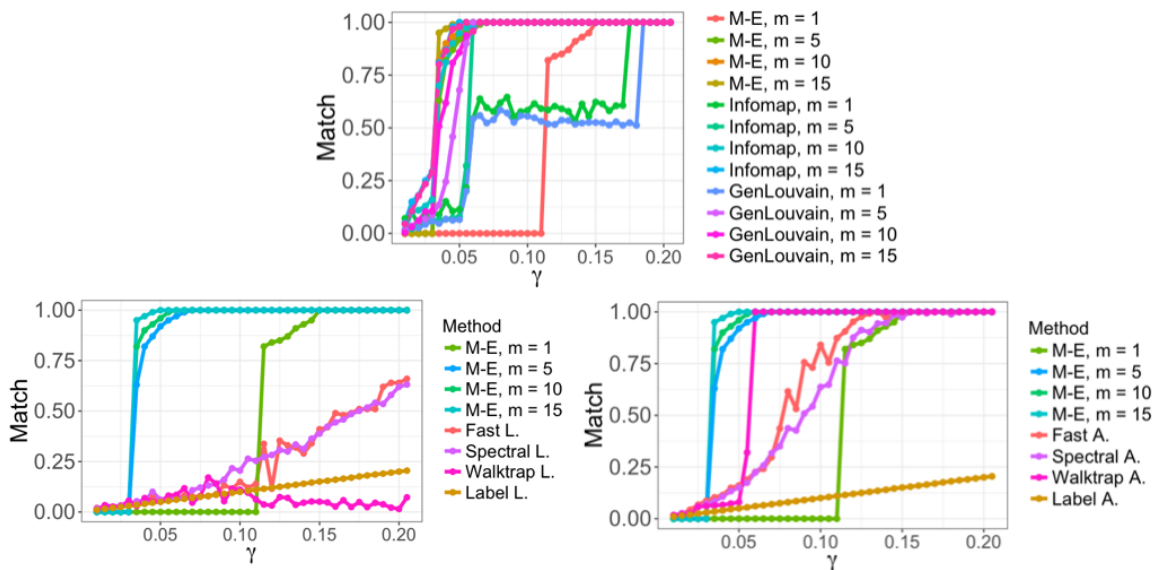 1.00
0.75
0.50
0.25
0.00
Match
0.05
0.10
0.15
0.20
γ
M-E, m = 1
M-E, m = 5
M-E, m = 10
M-E, m = 15
Infomap, m = 1
Infomap, m = 5
Infomap, m = 10
Infomap, m = 15
GenLouvain, m = 1
GenLouvain, m = 5
GenLouvain, m = 10
GenLouvain, m = 15
1.00
0.75
0.50
0.25
0.00
Match
0.05
0.10
0.15
0.20
γ
Method
M-E, m = 1
M-E, m = 5
M-E, m = 10
M-E, m = 15
Fast L.
Spectral L.
Walktrap L.
Label L.
1.00
0.75
0.50
0.25
0.00
Match
0.05
0.10
0.15
0.20
γ
Method
M-E, m = 1
M-E, m = 5
M-E, m = 10
M-E, m = 15
Fast A.
Spectral A.
Walktrap A.
Label A.